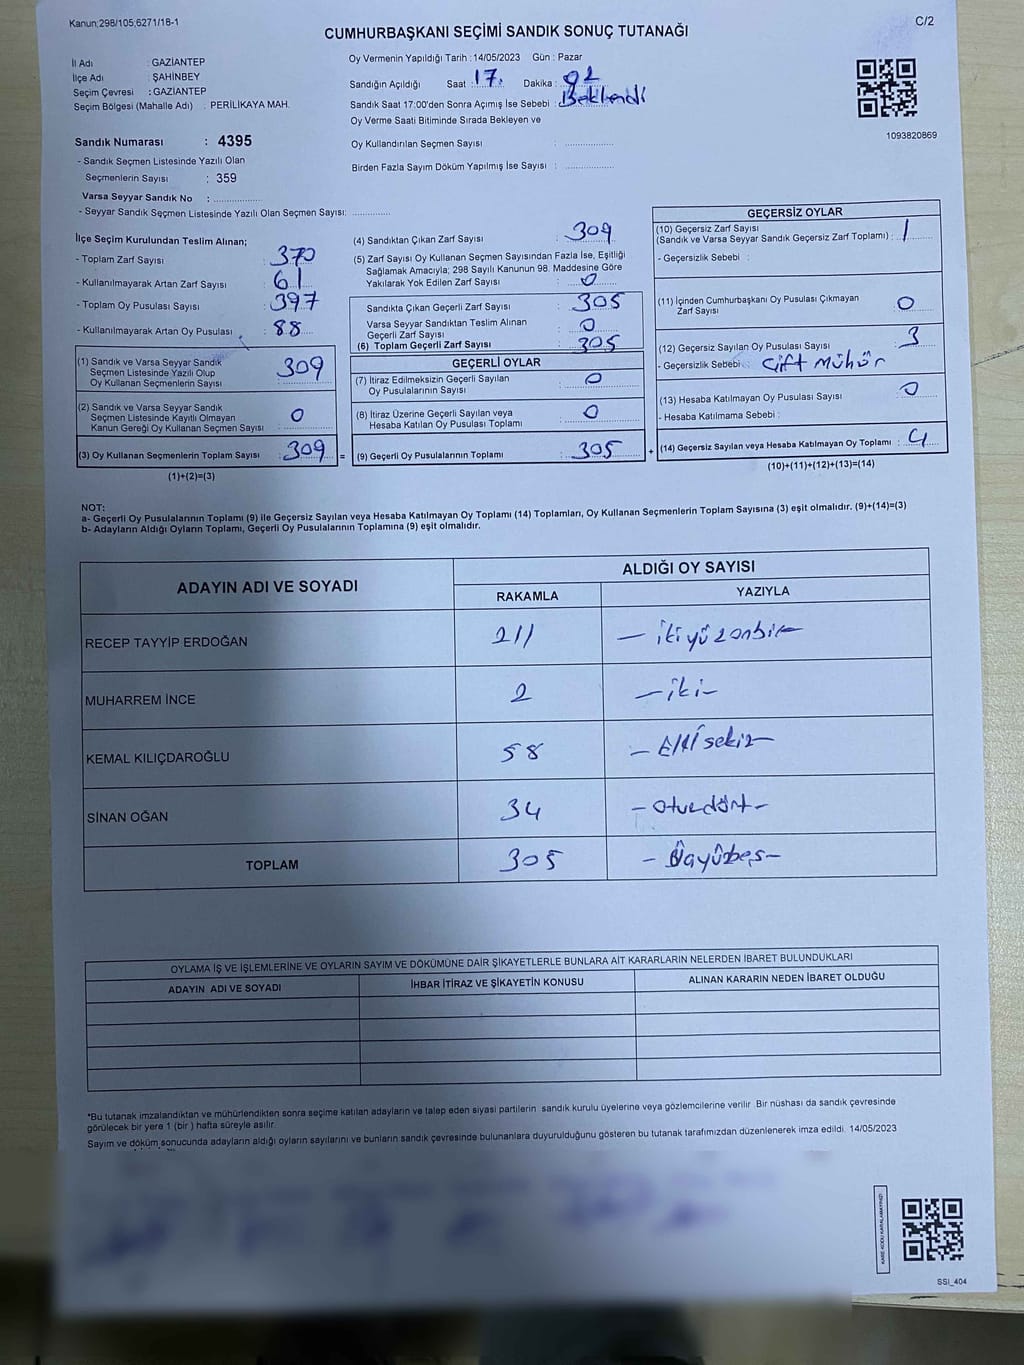 Kanun;298/105,6271/18-1
C/2
CUMHURBAŞKANI SEÇİMİ SANDIK SONUÇ TUTANAĞI
İl Adı : GAZİANTEP
İlçe Adı : ŞAHİNBEY
Seçim Çevresi : GAZİANTEP
Seçim Bölgesi (Mahalle Adı) : PERİLİKAYA MAH.
Sandık Numarası : 4395
- Sandık Seçmen Listesinde Yazılı Olan
Seçmenlerin Sayısı : 359
Varsa Seyyar Sandık No :
- Seyyar Sandık Seçmen Listesinde Yazılı Olan Seçmen Sayısı:
Oy Vermenin Yapıldığı Tarih : 14/05/2023 Gün : Pazar
Sandığın Açıldığı Saat : 17. Dakika :
Sandık Saat 17:00'den Sonra Açımış İse Sebebi : Beklendi
Oy Verme Saati Bitiminde Sırada Bekleyen ve
Oy Kullandırılan Seçmen Sayısı :
Birden Fazla Sayım Döküm Yapılmış İse Sayısı :
1093820869
İlçe Seçim Kurulundan Teslim Alınan;
- Toplam Zarf Sayısı : 370
- Kullanılmayarak Artan Zarf Sayısı : 61
- Toplam Oy Pusulası Sayısı : 397
- Kullanılmayarak Artan Oy Pusulası : 88
(1) Sandık ve Varsa Seyyar Sandık
Seçmen Listesinde Yazılı Olup
Oy Kullanan Seçmenlerin Sayısı : 309
(2) Sandık ve Varsa Seyyar Sandık
Seçmen Listesinde Kayıtlı Olmayan
Kanun Gereği Oy Kullanan Seçmen Sayısı : 0
(3) Oy Kullanan Seçmenlerin Toplam Sayısı : 309 =
(1)+(2)=(3)
(4) Sandıktan Çıkan Zarf Sayısı : 309
(5) Zarf Sayısı Oy Kullanan Seçmen Sayısından Fazla İse, Eşitliği
Sağlamak Amacıyla; 298 Sayılı Kanunun 98. Maddesine Göre
Yakılarak Yok Edilen Zarf Sayısı : 0
Sandıkta Çıkan Geçerli Zarf Sayısı : 305
Varsa Seyyar Sandıktan Teslim Alınan
Geçerli Zarf Sayısı : 0
(6) Toplam Geçerli Zarf Sayısı : 305
GEÇERLİ OYLAR
(7) İtiraz Edilmeksizin Geçerli Sayılan
Oy Pusulalarının Sayısı : 0
(8) İtiraz Üzerine Geçerli Sayılan veya
Hesaba Katılan Oy Pusulası Toplamı : 0
(9) Geçerli Oy Pusulalarının Toplamı : 305 +
GEÇERSİZ OYLAR
(10) Geçersiz Zarf Sayısı
(Sandık ve Varsa Seyyar Sandık Geçersiz Zarf Toplamı) : 1
- Geçersizlik Sebebi :
(11) İçinden Cumhurbaşkanı Oy Pusulası Çıkmayan
Zarf Sayısı : 0
(12) Geçersiz Sayılan Oy Pusulası Sayısı : 3
- Geçersizlik Sebebi : Çift Mühür
(13) Hesaba Katılmayan Oy Pusulası Sayısı : 0
- Hesaba Katılmama Sebebi :
(14) Geçersiz Sayılan veya Hesaba Katılmayan Oy Toplamı : 4
(10)+(11)+(12)+(13)=(14)
NOT:
a- Geçerli Oy Pusulalarının Toplamı (9) ile Geçersiz Sayılan veya Hesaba Katılmayan Oy Toplamı (14) Toplamları, Oy Kullanan Seçmenlerin Toplam Sayısına (3) eşit olmalıdır. (9)+(14)=(3)
b- Adayların Aldığı Oyların Toplamı, Geçerli Oy Pusulalarının Toplamına (9) eşit olmalıdır.
ADAYIN ADI VE SOYADI
ALDIĞI OY SAYISI
RAKAMLA YAZIYLA
RECEP TAYYİP ERDOĞAN 211 – ikiyüzonbir
MUHARREM İNCE 2 – iki –
KEMAL KILIÇDAROĞLU 58 – Ellisekiz
SİNAN OĞAN 34 – otuzdört –
TOPLAM 305 – Üçyüzbeş –
OYLAMA İŞ VE İŞLEMLERİNE VE OYLARIN SAYIM VE DÖKÜMÜNE DAİR ŞİKAYETLERLE BUNLARA AİT KARARLARIN NELERDEN İBARET BULUNDUKLARI
ADAYIN ADI VE SOYADI İHBAR İTİRAZ VE ŞİKAYETİN KONUSU ALINAN KARARIN NEDEN İBARET OLDUĞU
*Bu tutanak imzalandıktan ve mühürlendikten sonra seçime katılan adayların ve talep eden siyasi partilerin sandık kurulu üyelerine veya gözlemcilerine verilir. Bir nüshası da sandık çevresinde
görülecek bir yere 1 (bir) hafta süreyle asılır.
Sayım ve döküm sonucunda adayların aldığı oyların sayılarını ve bunların sandık çevresinde bulunanlara duyurulduğunu gösteren bu tutanak tarafımızdan düzenlenerek imza edildi. 14/05/2023
KARE KODU KARALAMAYINIZ!
SSI_404